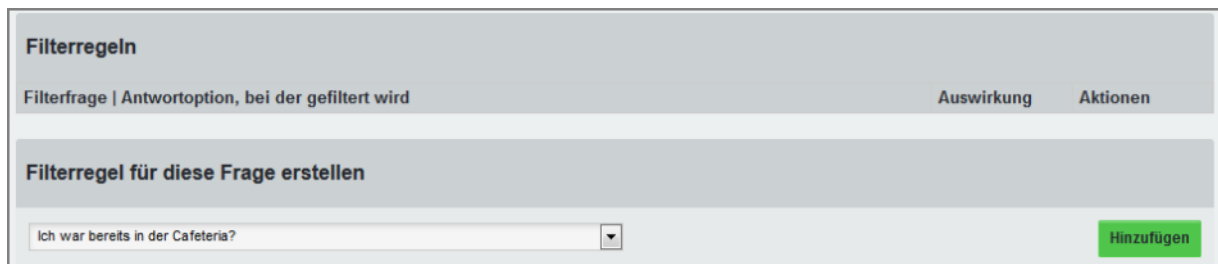 Filterregeln
Filterfrage | Antwortoption, bei der gefiltert wird Auswirkung Aktionen
Filterregel für diese Frage erstellen
Ich war bereits in der Cafeteria? Hinzufügen